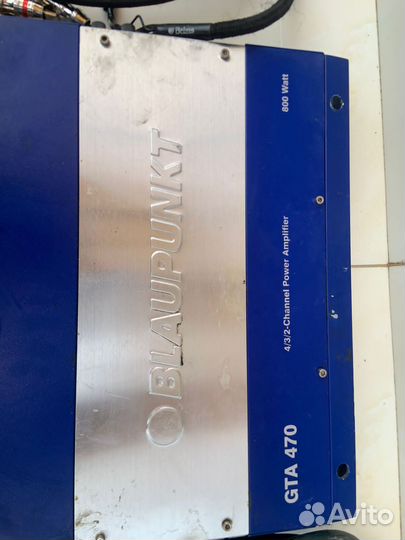 BLAUPUNKT
GTA 470
4/3/2-Channel Power Amplifier
800 Watt
Avito